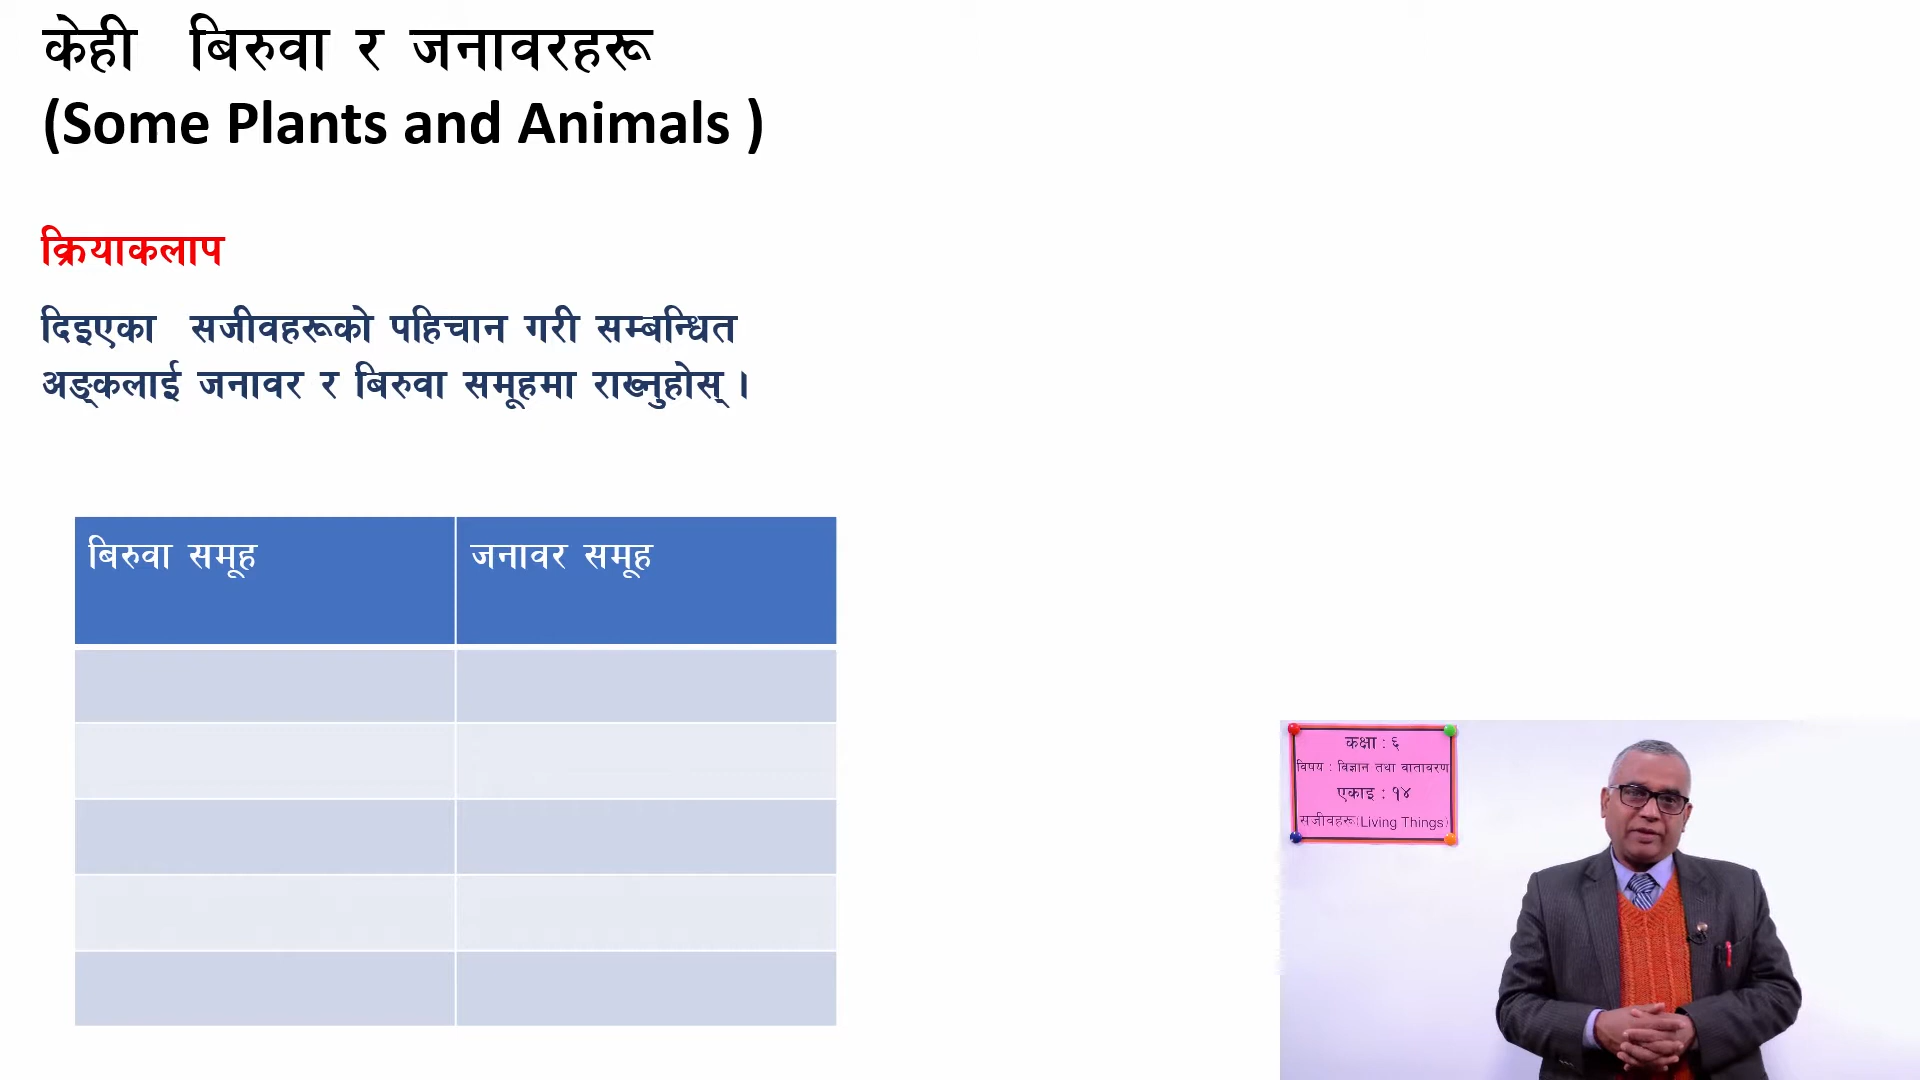 केही बिरुवा र जनावरहरू
(Some Plants and Animals )
क्रियाकलाप
दिइएका सजीवहरूको पहिचान गरी सम्बन्धित
अङ्कलाई जनावर र बिरुवा समूहमा राख्नुहोस् ।
बिरुवा समूह
जनावर समूह
कक्षा : ६
विषय : विज्ञान तथा वातावरण
एकाइ : १४
सजीवहरू(Living Things)